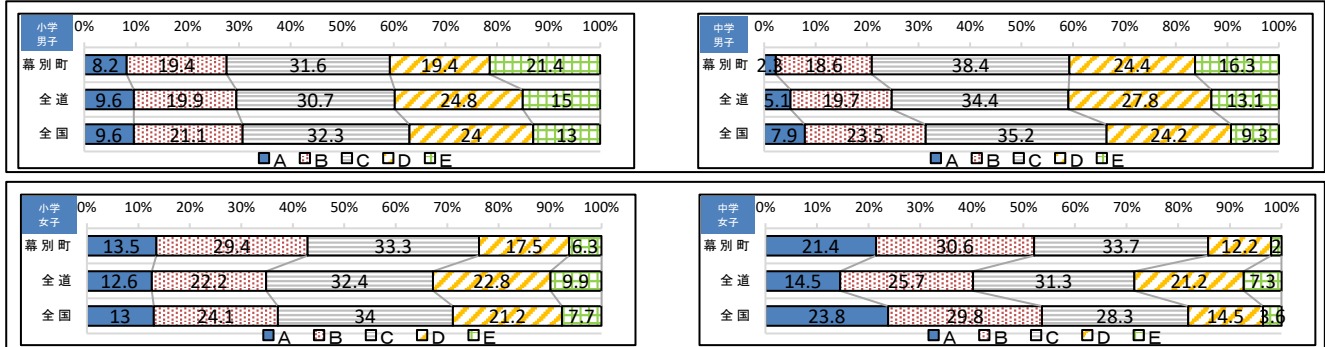 小学
男子
0% 10% 20% 30% 40% 50% 60% 70% 80% 90% 100%
幕別町 8.2 19.4 31.6 19.4 21.4
全道 9.6 19.9 30.7 24.8 15
全国 9.6 21.1 32.3 24 13
A B C D E
中学
男子
0% 10% 20% 30% 40% 50% 60% 70% 80% 90% 100%
幕別町 2.3 18.6 38.4 24.4 16.3
全道 5.1 19.7 34.4 27.8 13.1
全国 7.9 23.5 35.2 24.2 9.3
A B C D E
小学
女子
0% 10% 20% 30% 40% 50% 60% 70% 80% 90% 100%
幕別町 13.5 29.4 33.3 17.5 6.3
全道 12.6 22.2 32.4 22.8 9.9
全国 13 24.1 34 21.2 7.7
A B C D E
中学
女子
0% 10% 20% 30% 40% 50% 60% 70% 80% 90% 100%
幕別町 21.4 30.6 33.7 12.2 2
全道 14.5 25.7 31.3 21.2 7.3
全国 23.8 29.8 28.3 14.5 3.6
A B C D E